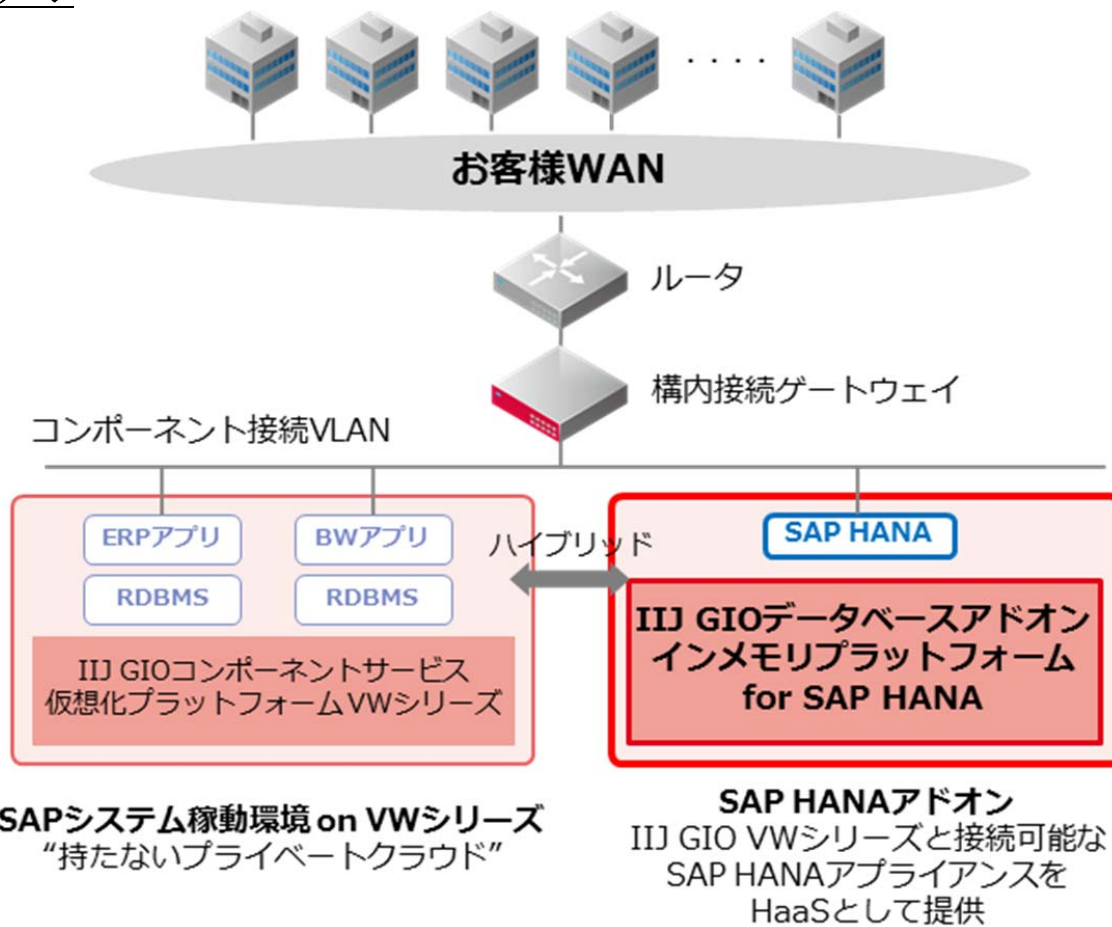 ・・・・
お客様WAN
ルータ
構内接続ゲートウェイ
コンポーネント接続VLAN
ERPアプリ
BWアプリ
RDBMS
RDBMS
IIJ GIOコンポーネントサービス
仮想化プラットフォームVWシリーズ
ハイブリッド
SAP HANA
IIJ GIOデータベースアドオン
インメモリプラットフォーム
for SAP HANA
SAPシステム稼動環境 on VWシリーズ
“持たないプライベートクラウド”
SAP HANAアドオン
IIJ GIO VWシリーズと接続可能な
SAP HANAアプライアンスを
HaaSとして提供